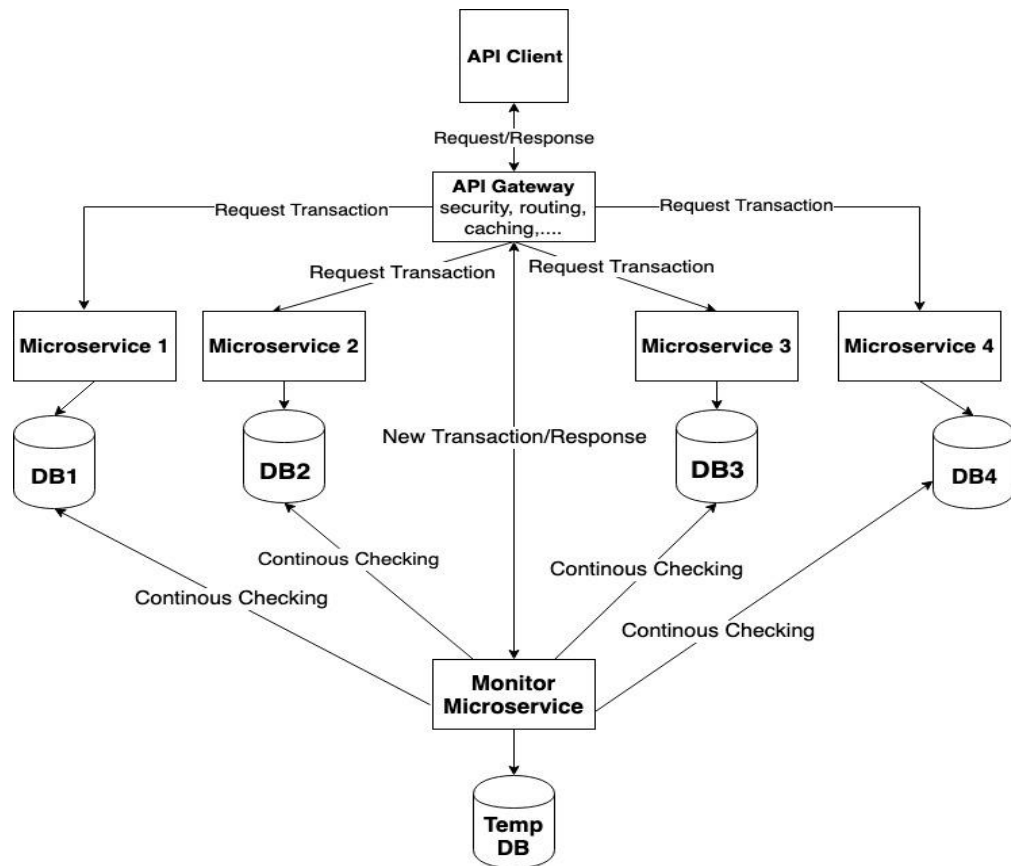 API Client
Request/Response
API Gateway
security, routing,
caching,....
Request Transaction
Request Transaction
Request Transaction
Request Transaction
Microservice 1
Microservice 2
Microservice 3
Microservice 4
DB1
DB2
New Transaction/Response
DB3
DB4
Continous Checking
Continous Checking
Continous Checking
Continous Checking
Monitor
Microservice
Temp
DB